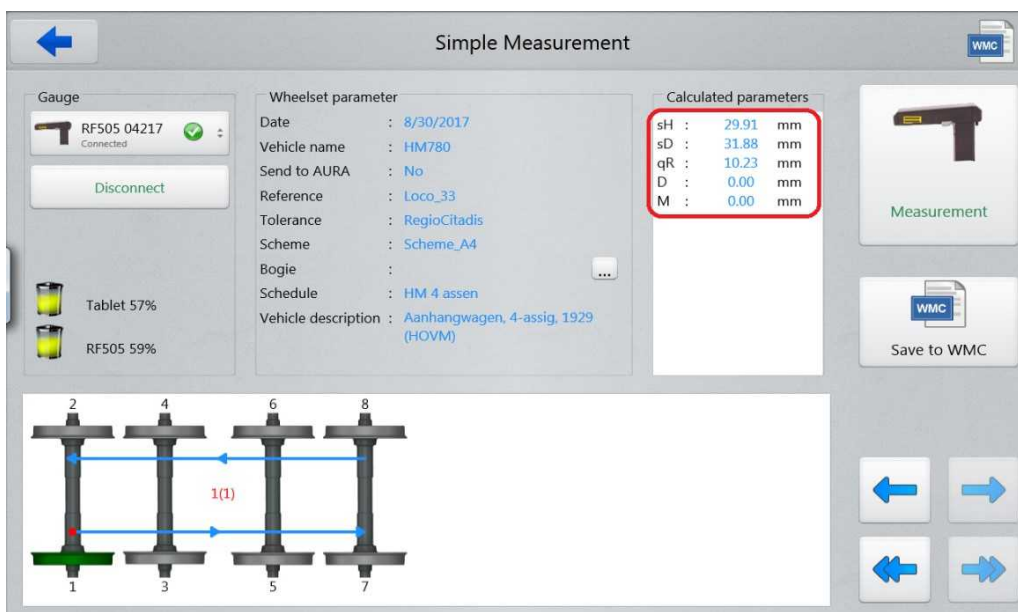 Simple Measurement
WMC
Gauge
RF505 04217
Connected
Disconnect
Tablet 57%
RF505 59%
Wheelset parameter
Date : 8/30/2017
Vehicle name : HM780
Send to AURA : No
Reference : Loco_33
Tolerance : RegioCitadis
Scheme : Scheme_A4
Bogie :
...
Schedule : HM 4 assen
Vehicle description : Aanhangwagen, 4-assig, 1929
(HOVM)
Calculated parameters
sH : 29.91 mm
sD : 31.88 mm
qR : 10.23 mm
D : 0.00 mm
M : 0.00 mm
Measurement
WMC
Save to WMC
2 4 6 8
1(1)
1 3 5 7